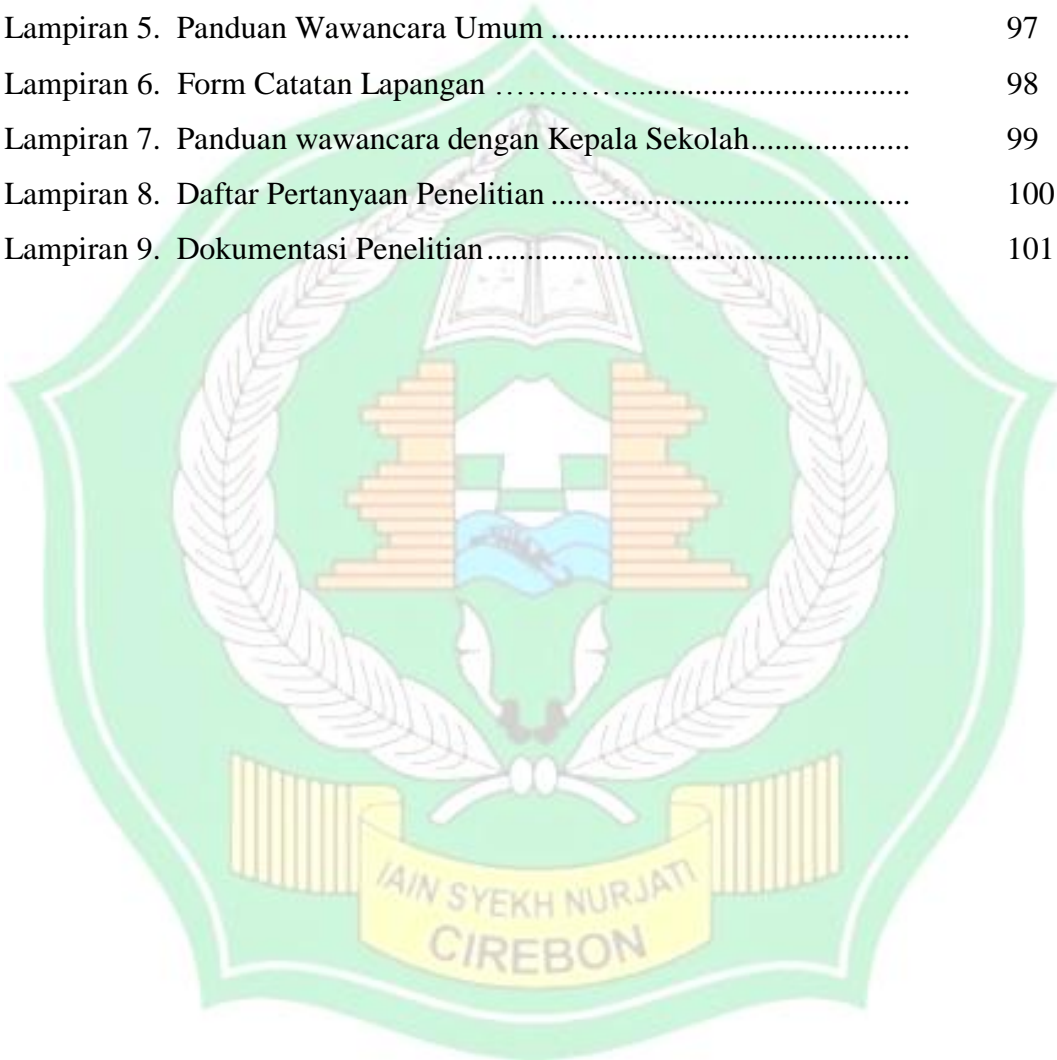 Lampiran 5. Panduan Wawancara Umum ...................................... 97
Lampiran 6. Form Catatan Lapangan ………….............................. 98
Lampiran 7. Panduan wawancara dengan Kepala Sekolah................. 99
Lampiran 8. Daftar Pertanyaan Penelitian ...................................... 100
Lampiran 9. Dokumentasi Penelitian............................................. 101
IAIN SYEKH NURJATI
CIREBON